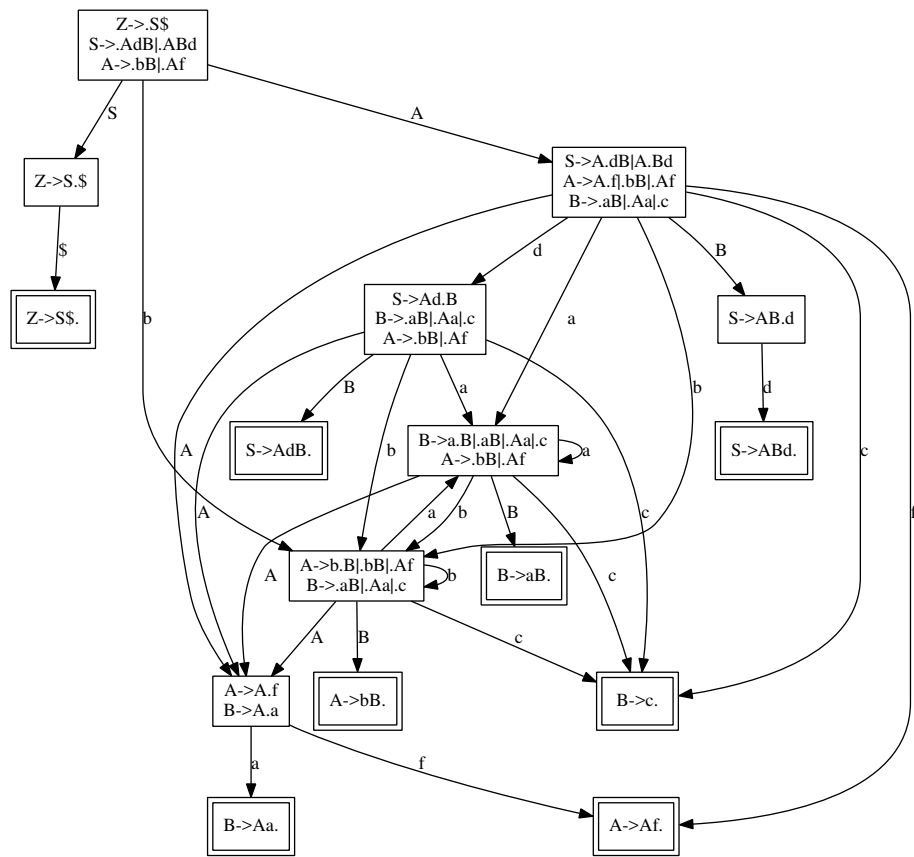 Z->.S$
S->.AdB|.ABd
A->.bB|.Af
S
A
Z->S.$
S->A.dB|A.Bd
A->A.f|.bB|.Af
B->.aB|.Aa|.c
$
d
B
Z->S$.
b
S->Ad.B
B->.aB|.Aa|.c
A->.bB|.Af
a
S->AB.d
B
a
b
d
S->AdB.
B->a.B|.aB|.Aa|.c
A->.bB|.Af
a
S->ABd.
A
b
c
A
a
b
B
c
c
f
A->b.B|.bB|.Af
B->.aB|.Aa|.c
b
B->aB.
A
c
A
B
c
A->A.f
B->A.a
A->bB.
B->c.
a
f
B->Aa.
A->Af.